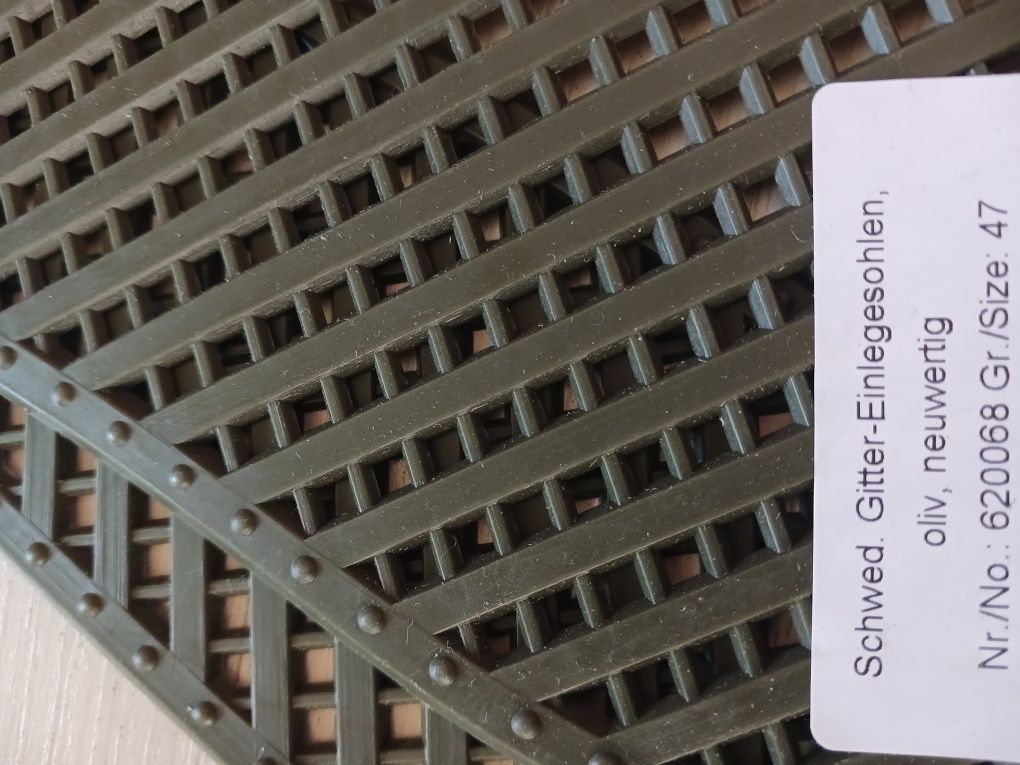 Schwed. Gitter-Einlegesohlen,
oliv, neuwertig
Nr./No.: 620068 Gr./Size: 47